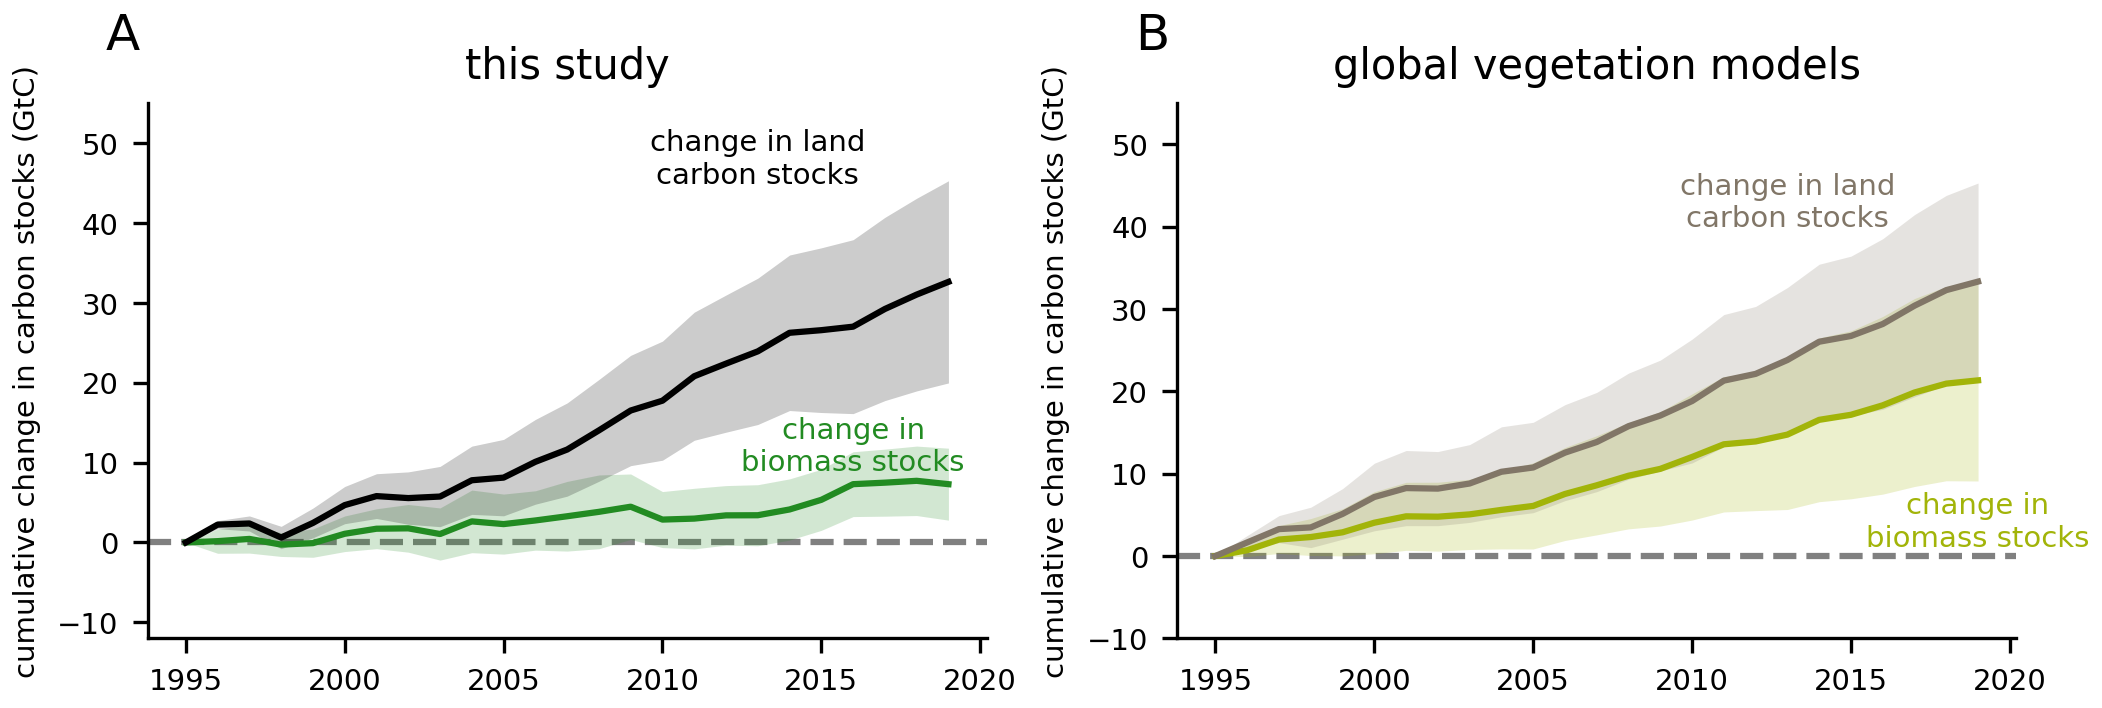 A
this study
cumulative change in carbon stocks (GtC)
50
40
30
20
10
0
−10
change in land
carbon stocks
change in
biomass stocks
1995
2000
2005
2010
2015
2020
B
global vegetation models
cumulative change in carbon stocks (GtC)
50
40
30
20
10
0
−10
change in land
carbon stocks
change in
biomass stocks
1995
2000
2005
2010
2015
2020